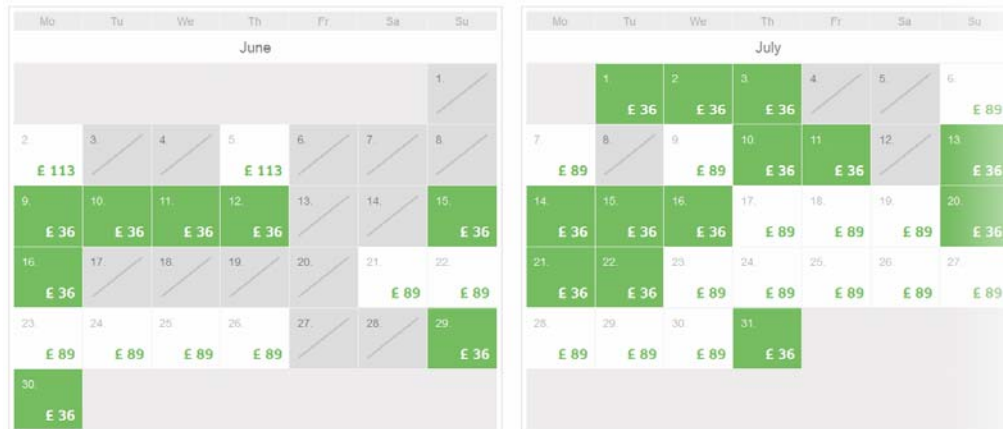 Mo Tu We Th Fr Sa Su
June
1.
2. 3. 4. 5. 6. 7. 8.
£ 113 £ 113
9. 10. 11. 12. 13. 14. 15.
£ 36 £ 36 £ 36 £ 36 £ 36
16. 17. 18. 19. 20. 21. 22.
£ 36 £ 89 £ 89
23. 24. 25. 26. 27. 28. 29.
£ 89 £ 89 £ 89 £ 89 £ 36
30.
£ 36
Mo Tu We Th Fr Sa Su
July
1. 2. 3. 4. 5. 6.
£ 36 £ 36 £ 36 £ 89
7. 8. 9. 10. 11. 12. 13.
£ 89 £ 89 £ 36 £ 36 £ 36
14. 15. 16. 17. 18. 19. 20.
£ 36 £ 36 £ 36 £ 89 £ 89 £ 89 £ 36
21. 22. 23. 24. 25. 26. 27.
£ 36 £ 36 £ 89 £ 89 £ 89 £ 89 £ 89
28. 29. 30. 31.
£ 89 £ 89 £ 89 £ 36